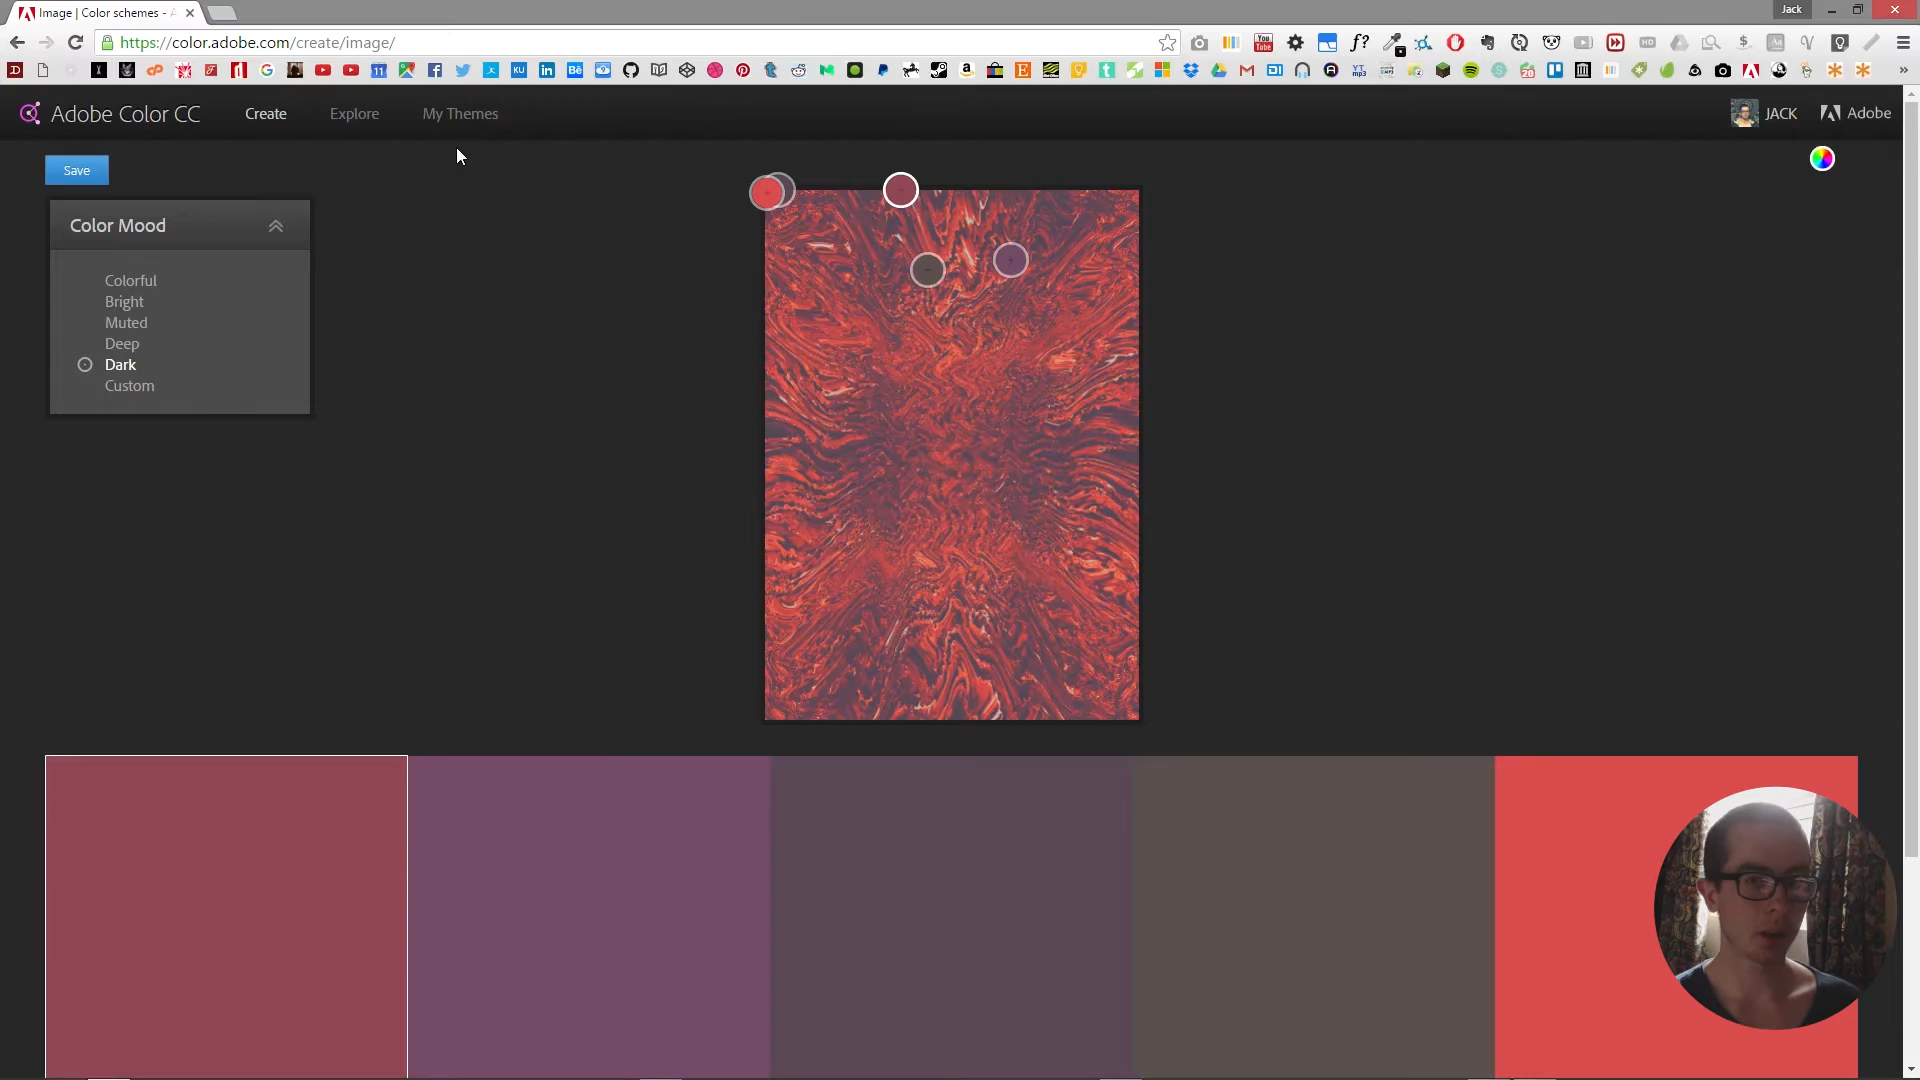 Image | Color schemes - A
Jack
https://color.adobe.com/create/image/
Adobe Color CC
Create
Explore
My Themes
JACK
Adobe
Save
Color Mood
Colorful
Bright
Muted
Deep
Dark
Custom